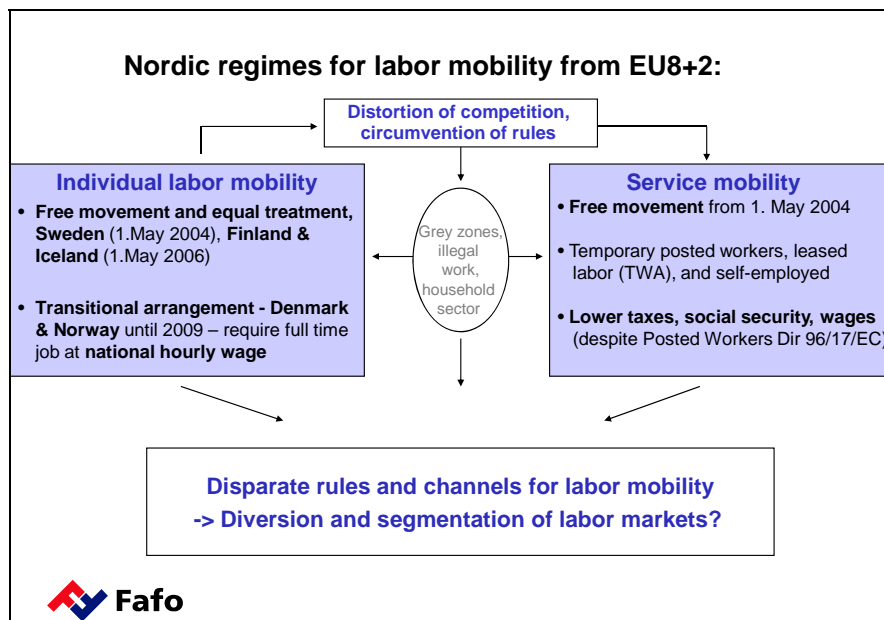 Nordic regimes for labor mobility from EU8+2:
Distortion of competition,
circumvention of rules
Individual labor mobility
• Free movement and equal treatment,
Sweden (1.May 2004), Finland &
Iceland (1.May 2006)
• Transitional arrangement - Denmark
& Norway until 2009 – require full time
job at national hourly wage
Grey zones,
illegal
work,
household
sector
Service mobility
• Free movement from 1. May 2004
• Temporary posted workers, leased
labor (TWA), and self-employed
• Lower taxes, social security, wages
(despite Posted Workers Dir 96/17/EC)
Disparate rules and channels for labor mobility
-> Diversion and segmentation of labor markets?
Fafo